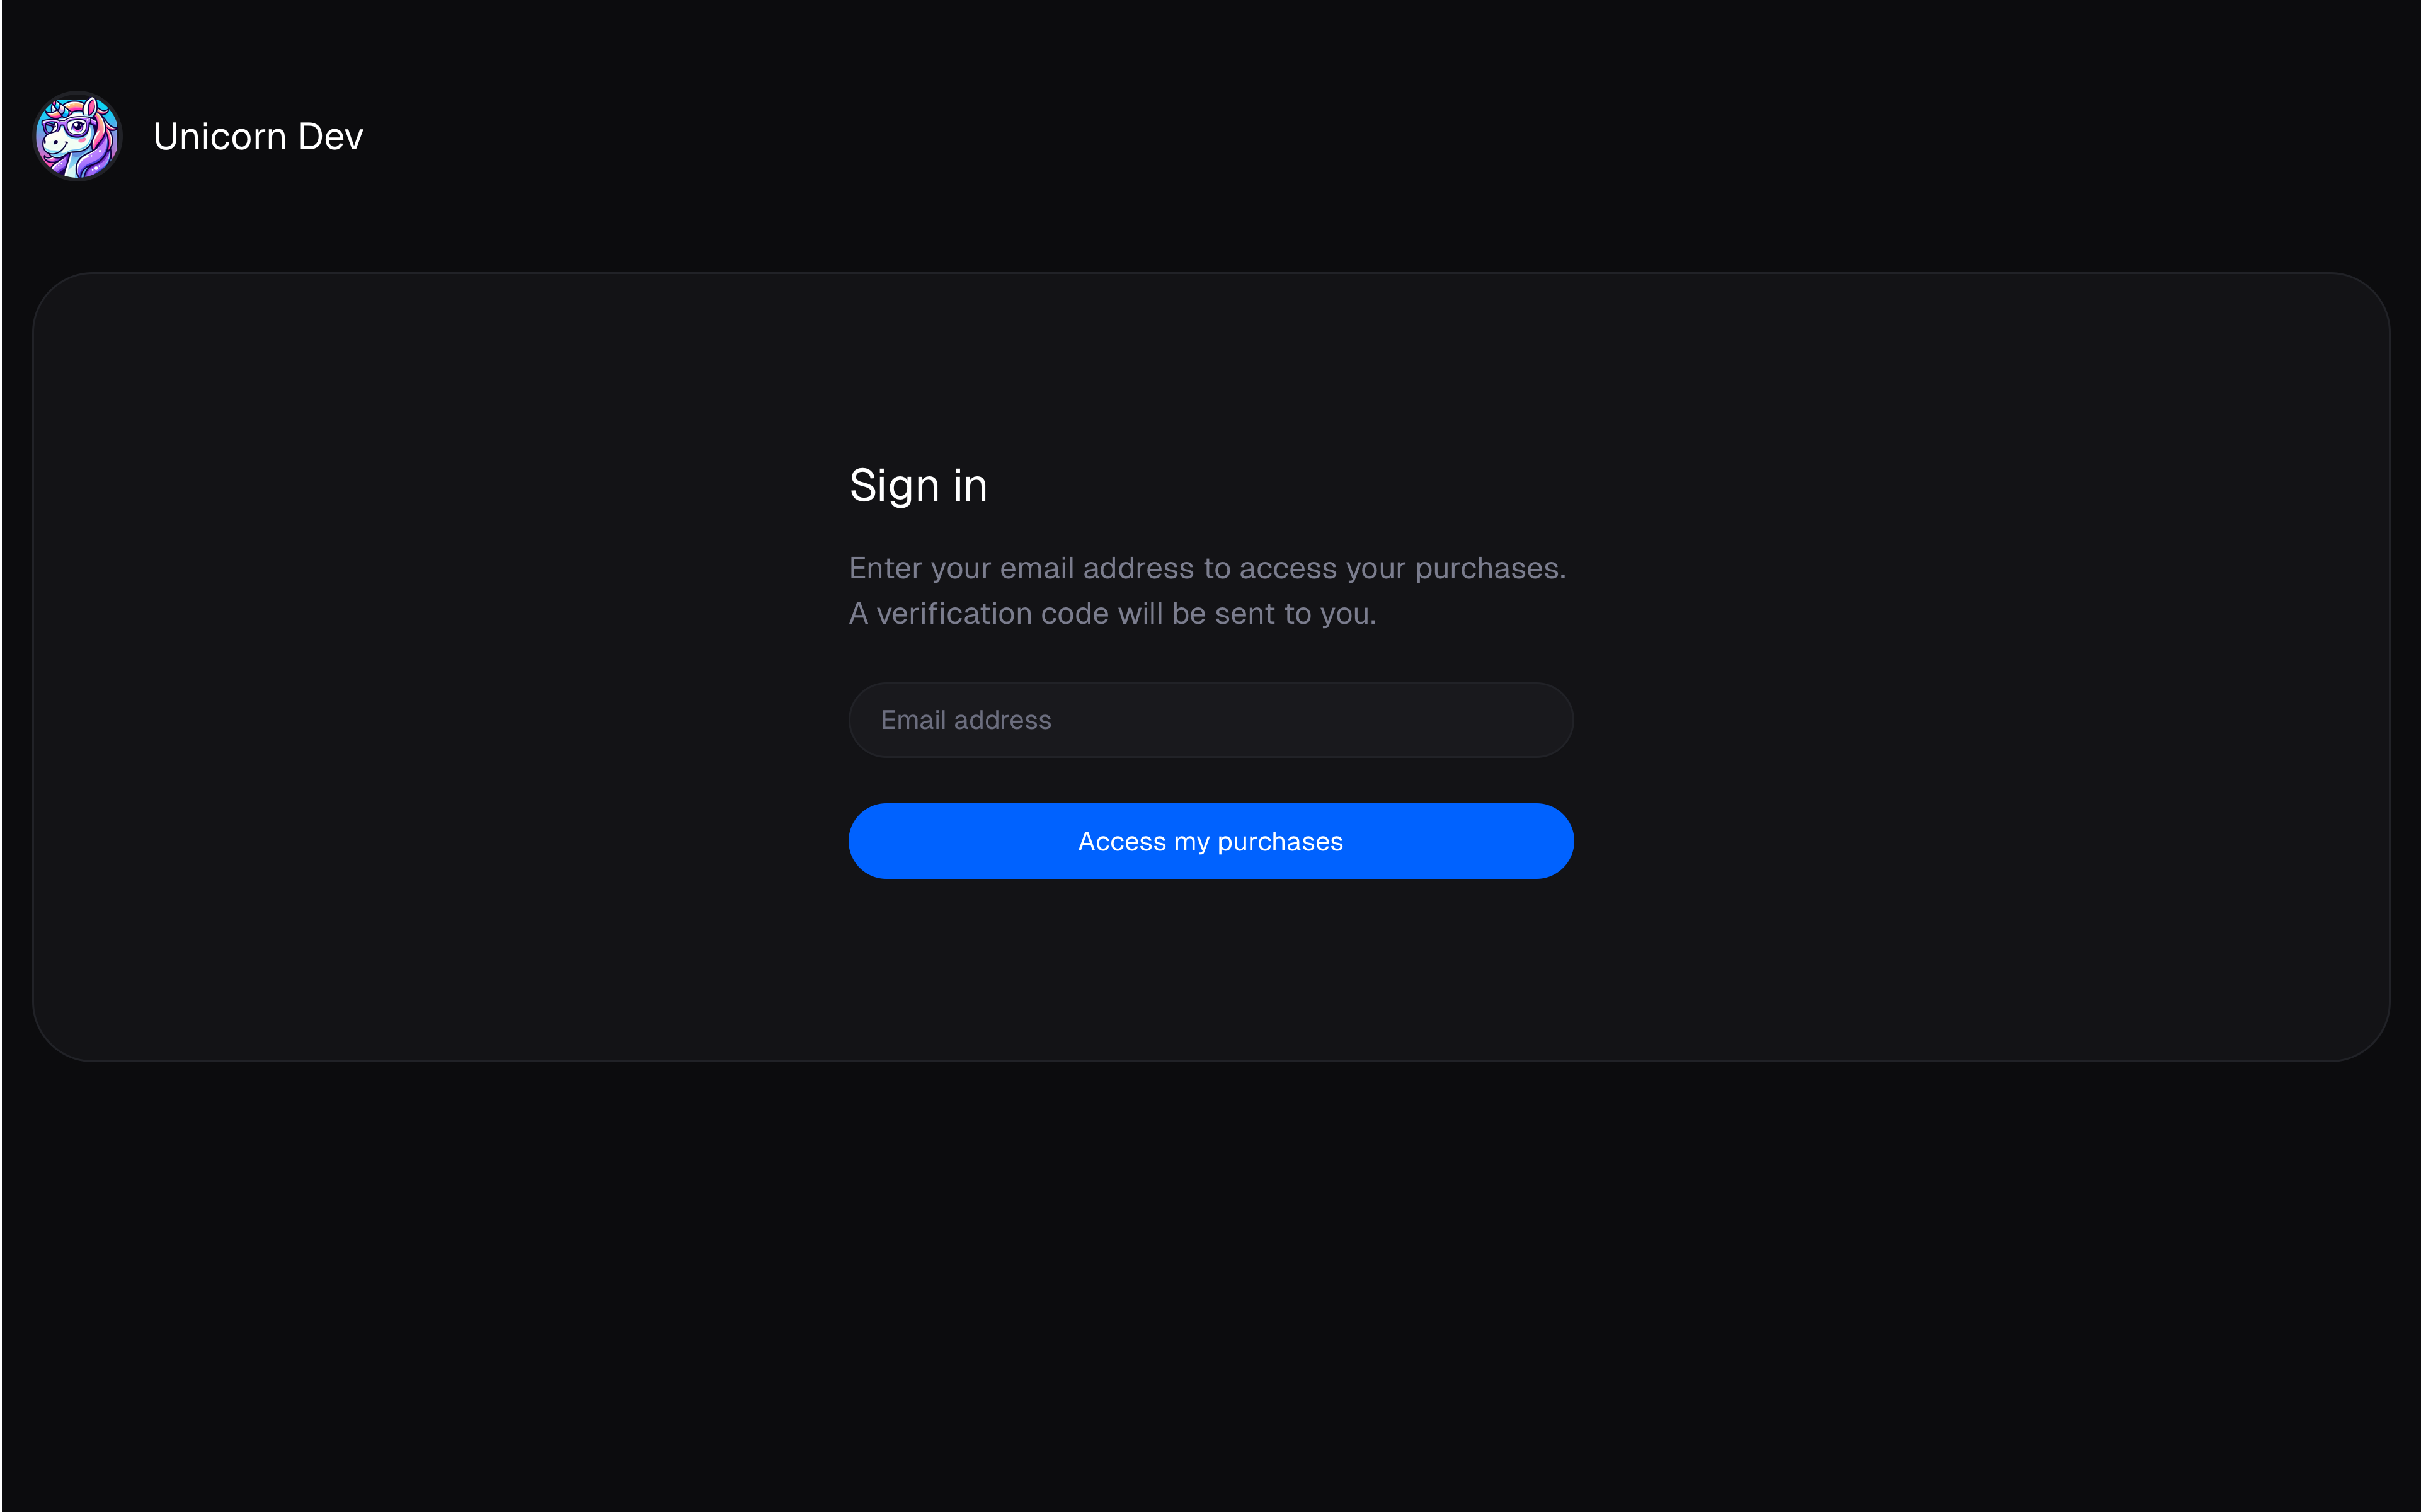 Unicorn Dev
Sign in
Enter your email address to access your purchases.
A verification code will be sent to you.
Email address
Access my purchases